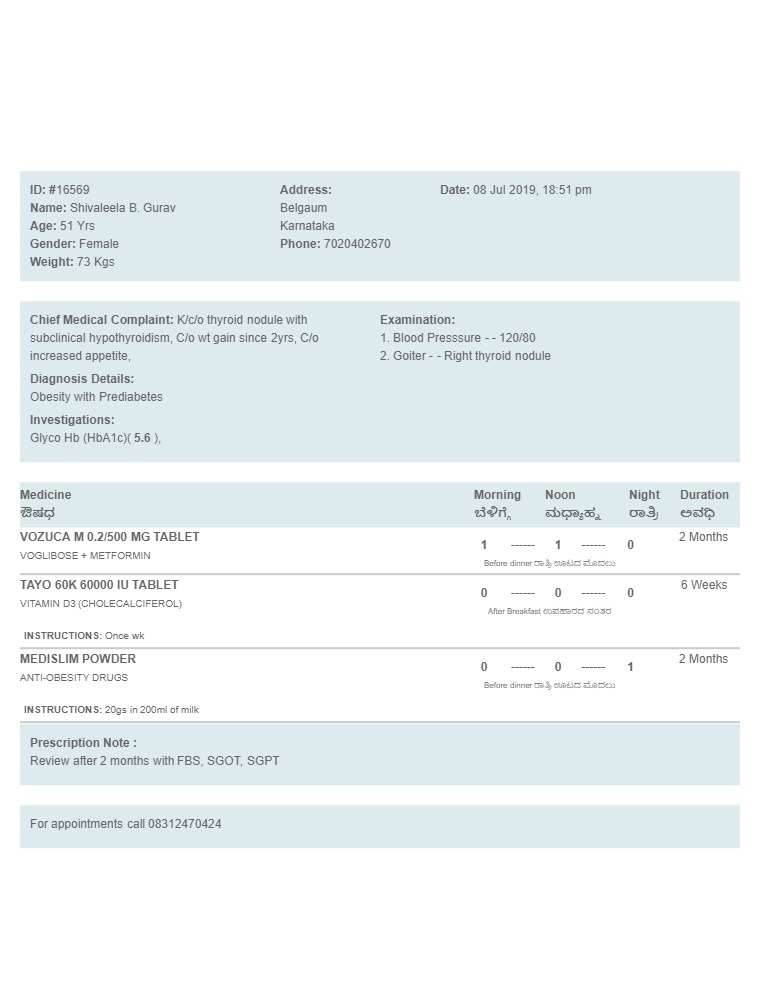 ID: #16569
Name: Shivaleela B. Gurav
Age: 51 Yrs
Gender: Female
Weight: 73 Kgs
Address:
Belgaum
Karnataka
Phone: 7020402670
Date: 08 Jul 2019, 18:51 pm
Chief Medical Complaint: K/c/o thyroid nodule with
subclinical hypothyroidism, C/o wt gain since 2yrs, C/o
increased appetite,
Diagnosis Details:
Obesity with Prediabetes
Investigations:
Glyco Hb (HbA1c)( 5.6 ),
Examination:
1. Blood Presssure - - 120/80
2. Goiter - - Right thyroid nodule
Medicine Morning Noon Night Duration
ಔಷಧ ಬೆಳಿಗ್ಗೆ ಮಧ್ಯಾಹ್ನ ರಾತ್ರಿ ಅವಧಿ
VOZUCA M 0.2/500 MG TABLET 1 ------ 1 ------ 0 2 Months
VOGLIBOSE + METFORMIN Before dinner ರಾತ್ರಿ ಊಟದ ಮೊದಲು
TAYO 60K 60000 IU TABLET 0 ------ 0 ------ 0 6 Weeks
VITAMIN D3 (CHOLECALCIFEROL) After Breakfast ಉಪಹಾರದ ನಂತರ
INSTRUCTIONS: Once wk
MEDISLIM POWDER 0 ------ 0 ------ 1 2 Months
ANTI-OBESITY DRUGS Before dinner ರಾತ್ರಿ ಊಟದ ಮೊದಲು
INSTRUCTIONS: 20gs in 200ml of milk
Prescription Note :
Review after 2 months with FBS, SGOT, SGPT
For appointments call 08312470424